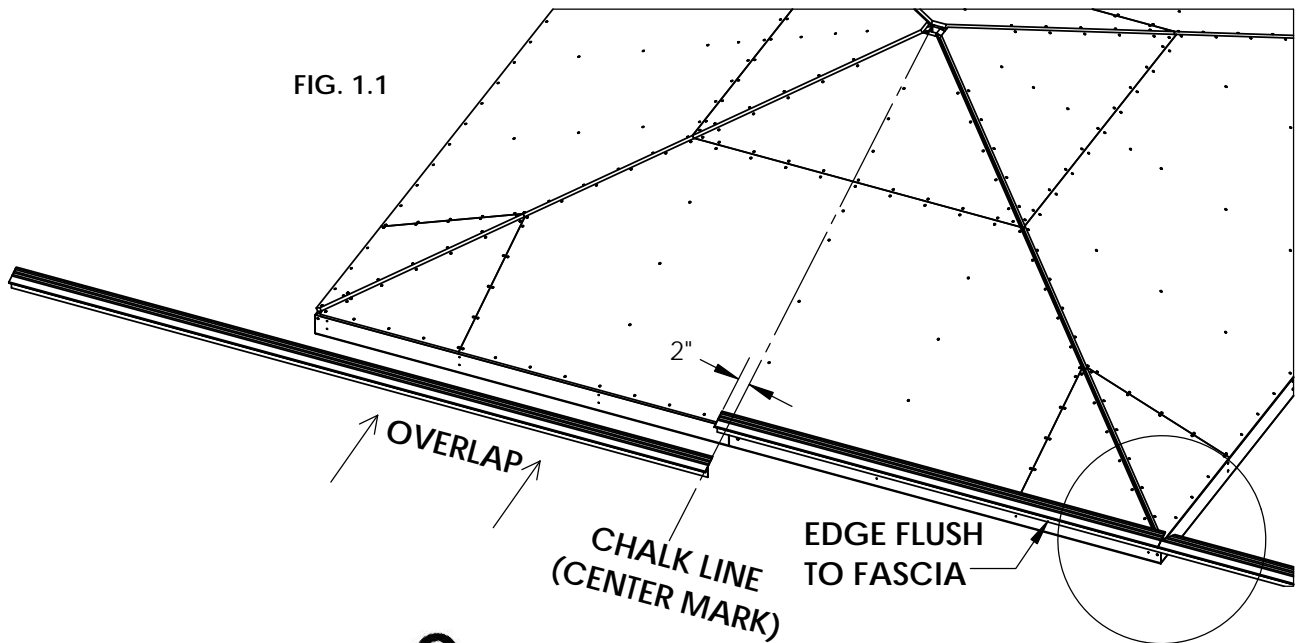 FIG. 1.1
2"
OVERLAP
CHALK LINE
(CENTER MARK)
EDGE FLUSH
TO FASCIA